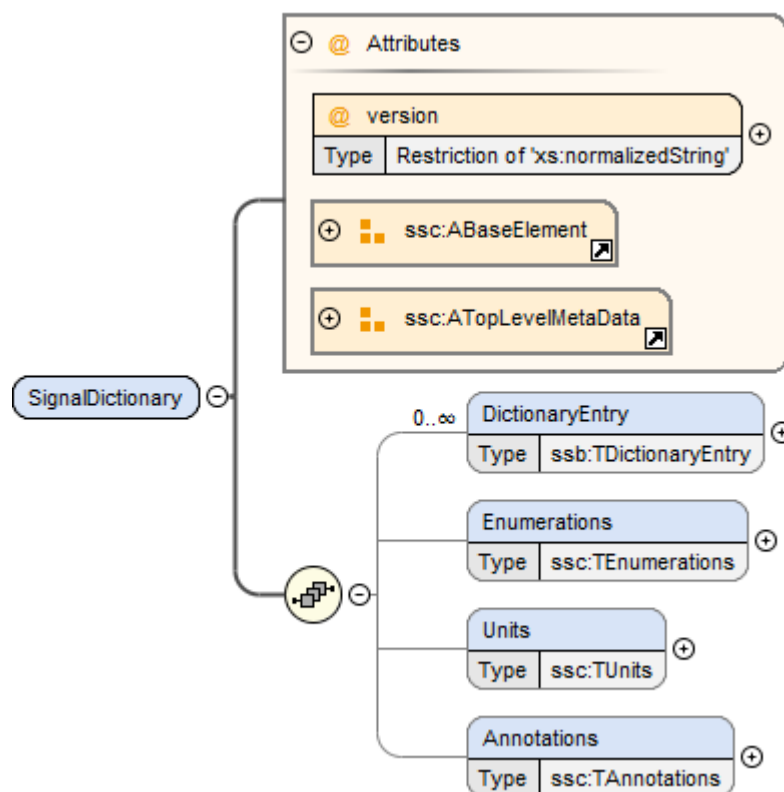 @ Attributes
@ version
Type Restriction of 'xs:normalizedString'
ssc:ABaseElement
ssc:ATopLevelMetaData
SignalDictionary
0..∞ DictionaryEntry
Type ssb:TDictionaryEntry
Enumerations
Type ssc:TEnumerations
Units
Type ssc:TUnits
Annotations
Type ssc:TAnnotations